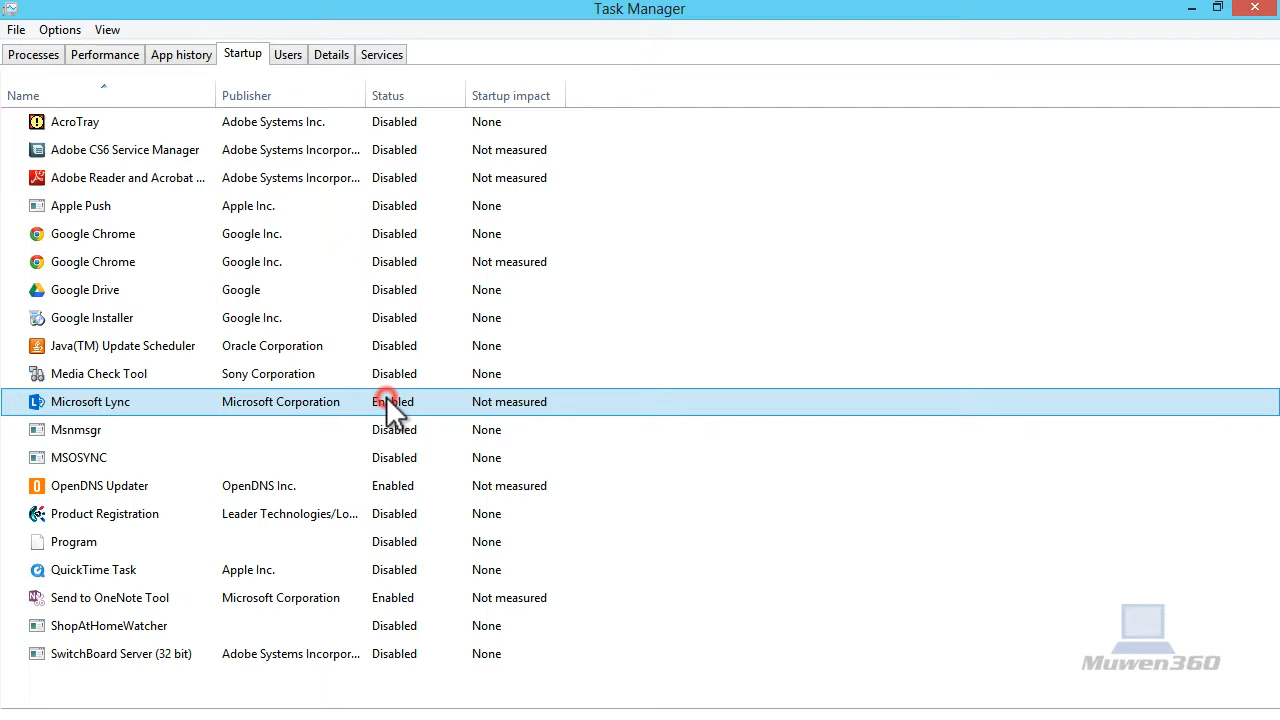 Task Manager
File Options View
Processes Performance App history Startup Users Details Services
Name Publisher Status Startup impact
AcroTray Adobe Systems Inc. Disabled None
Adobe CS6 Service Manager Adobe Systems Incorpor... Disabled Not measured
Adobe Reader and Acrobat ... Adobe Systems Incorpor... Disabled Not measured
Apple Push Apple Inc. Disabled None
Google Chrome Google Inc. Disabled None
Google Chrome Google Inc. Disabled Not measured
Google Drive Google Disabled None
Google Installer Google Inc. Disabled None
Java(TM) Update Scheduler Oracle Corporation Disabled None
Media Check Tool Sony Corporation Disabled None
Microsoft Lync Microsoft Corporation Enabled Not measured
Msnmsgr Disabled None
MSOSYNC Disabled None
OpenDNS Updater OpenDNS Inc. Enabled Not measured
Product Registration Leader Technologies/Lo... Disabled None
Program Disabled None
QuickTime Task Apple Inc. Disabled None
Send to OneNote Tool Microsoft Corporation Enabled Not measured
ShopAtHomeWatcher Disabled None
SwitchBoard Server (32 bit) Adobe Systems Incorpor... Disabled None
Muwen360